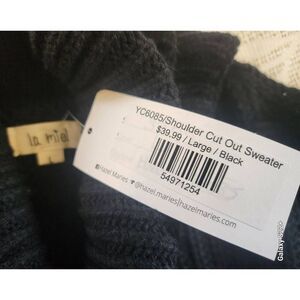 la miel
YC6085/Shoulder Cut Out Sweater
$39.99 / Large / Black
54971254
Hazel Maries @hazel.maries|hazelmaries.com
Galaxy S22